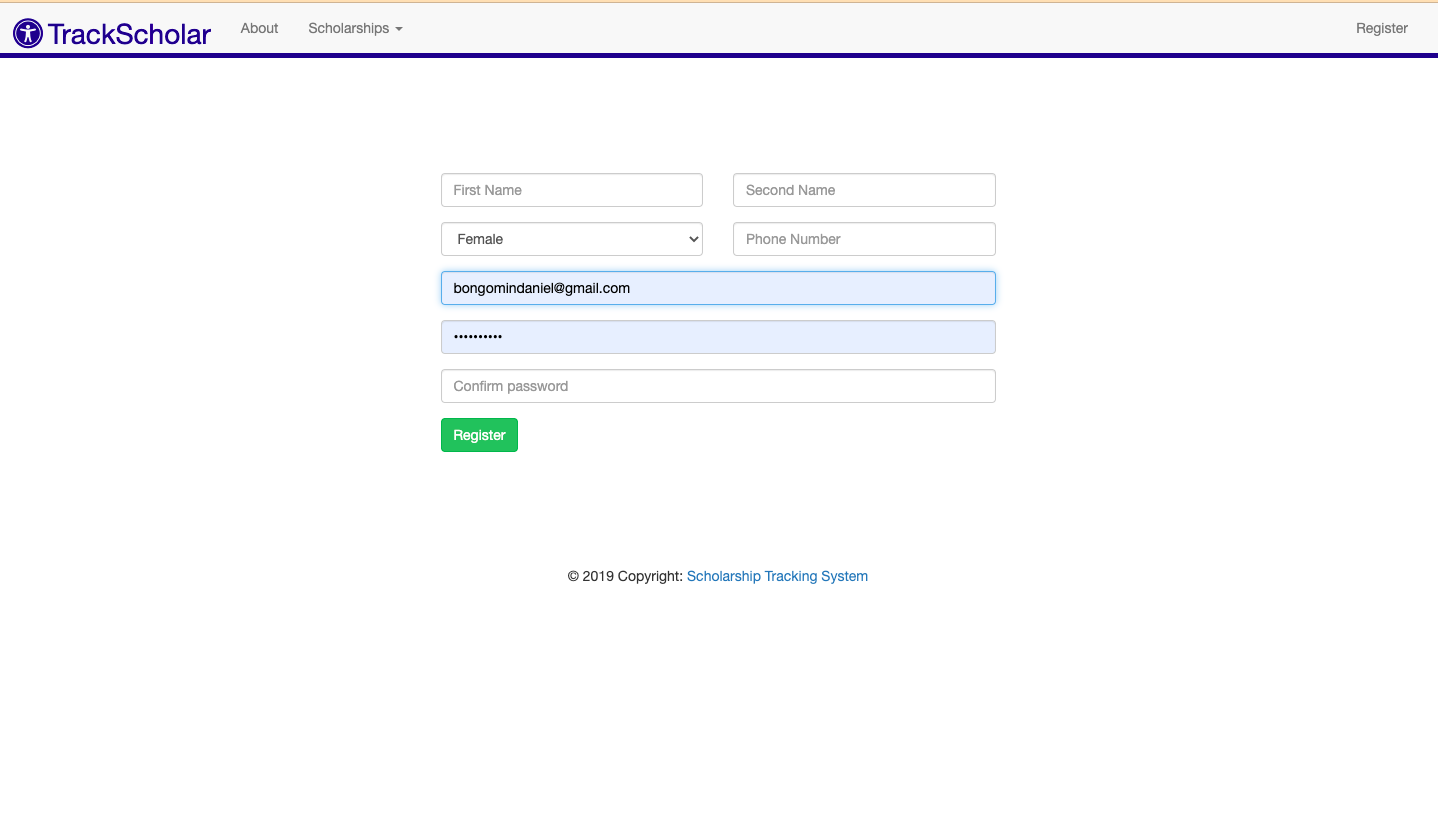 TrackScholar About Scholarships Register
First Name Second Name
Female Phone Number
bongomindaniel@gmail.com
••••••••••
Confirm password
Register
© 2019 Copyright: Scholarship Tracking System